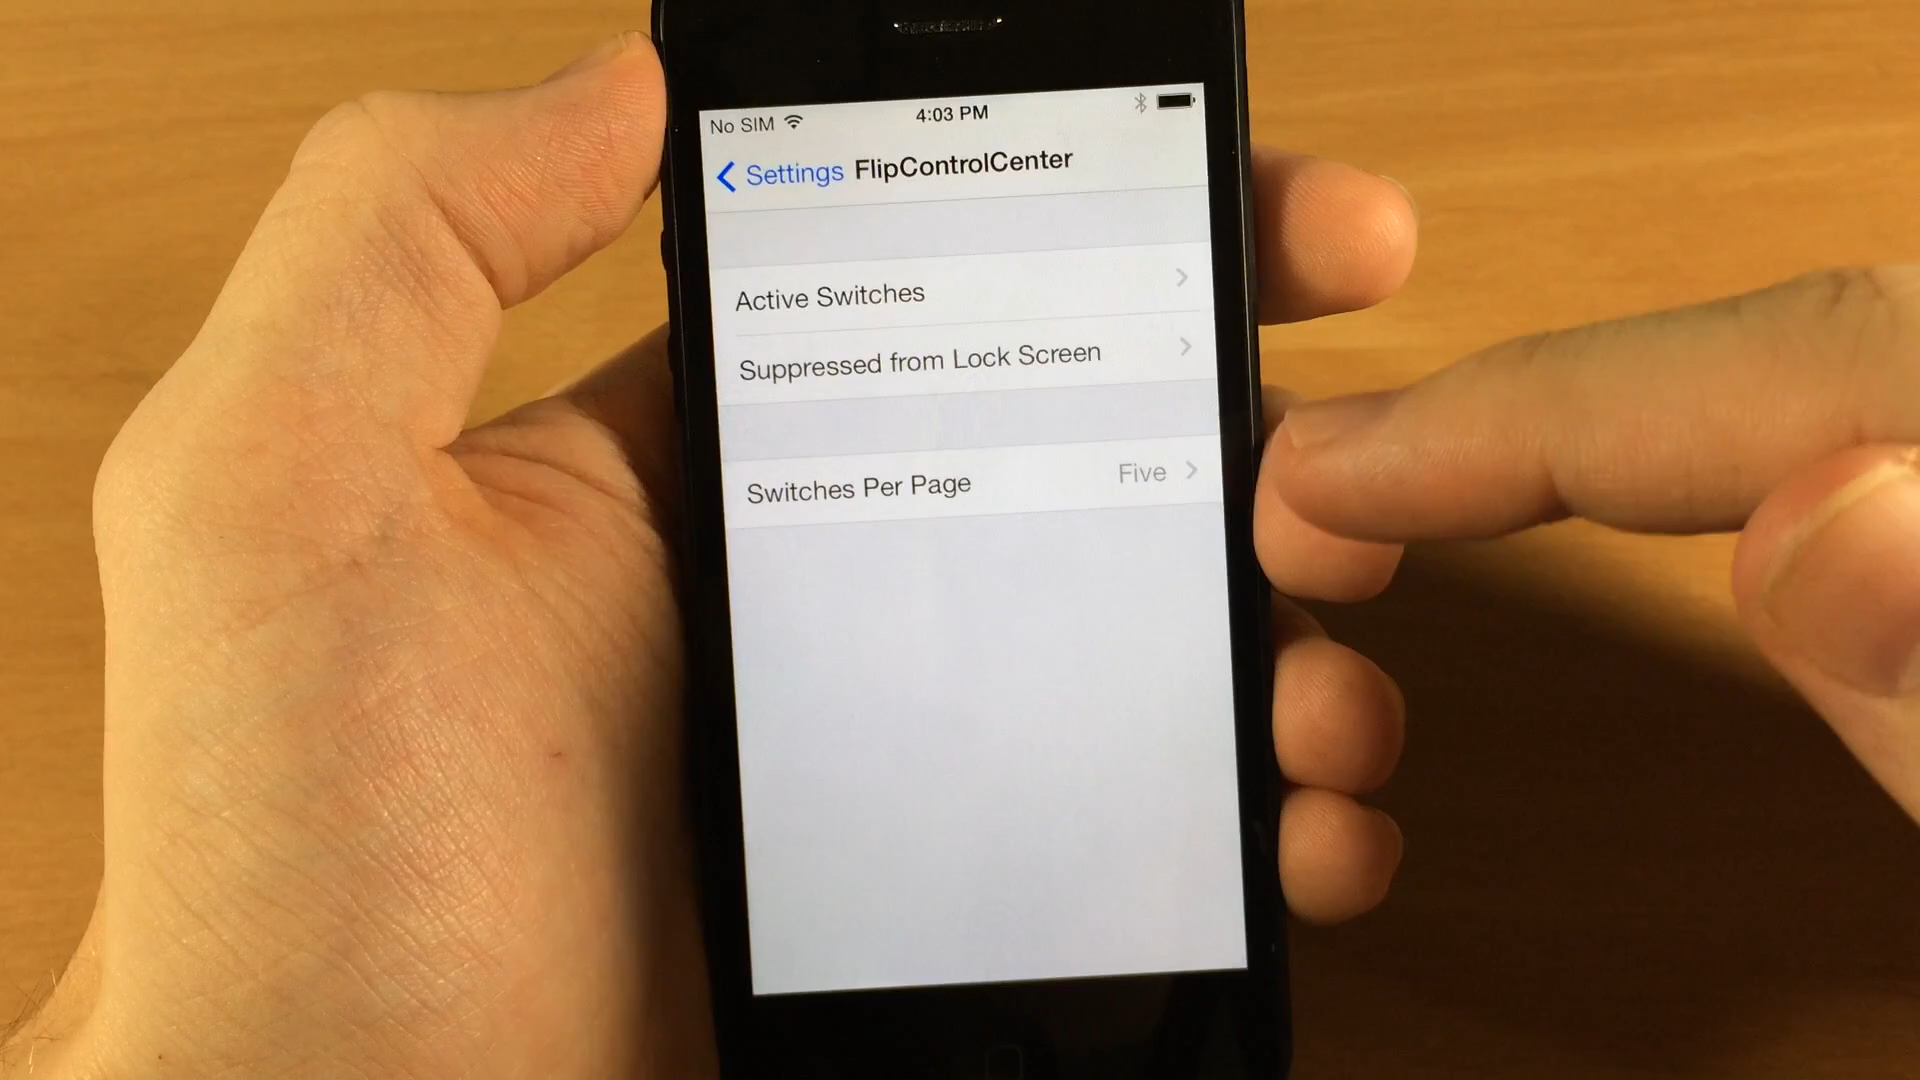 No SIM 4:03 PM
Settings FlipControlCenter
Active Switches
Suppressed from Lock Screen
Switches Per Page Five